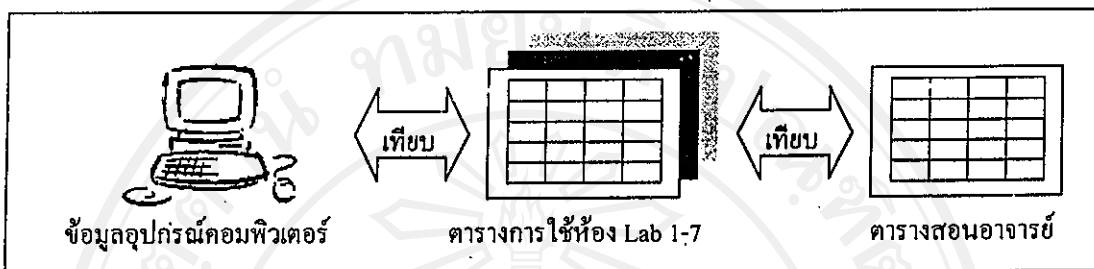 เทียบ
เทียบ
ข้อมูลอุปกรณ์คอมพิวเตอร์
ตารางการใช้ห้อง Lab 1-7
ตารางสอนอาจารย์